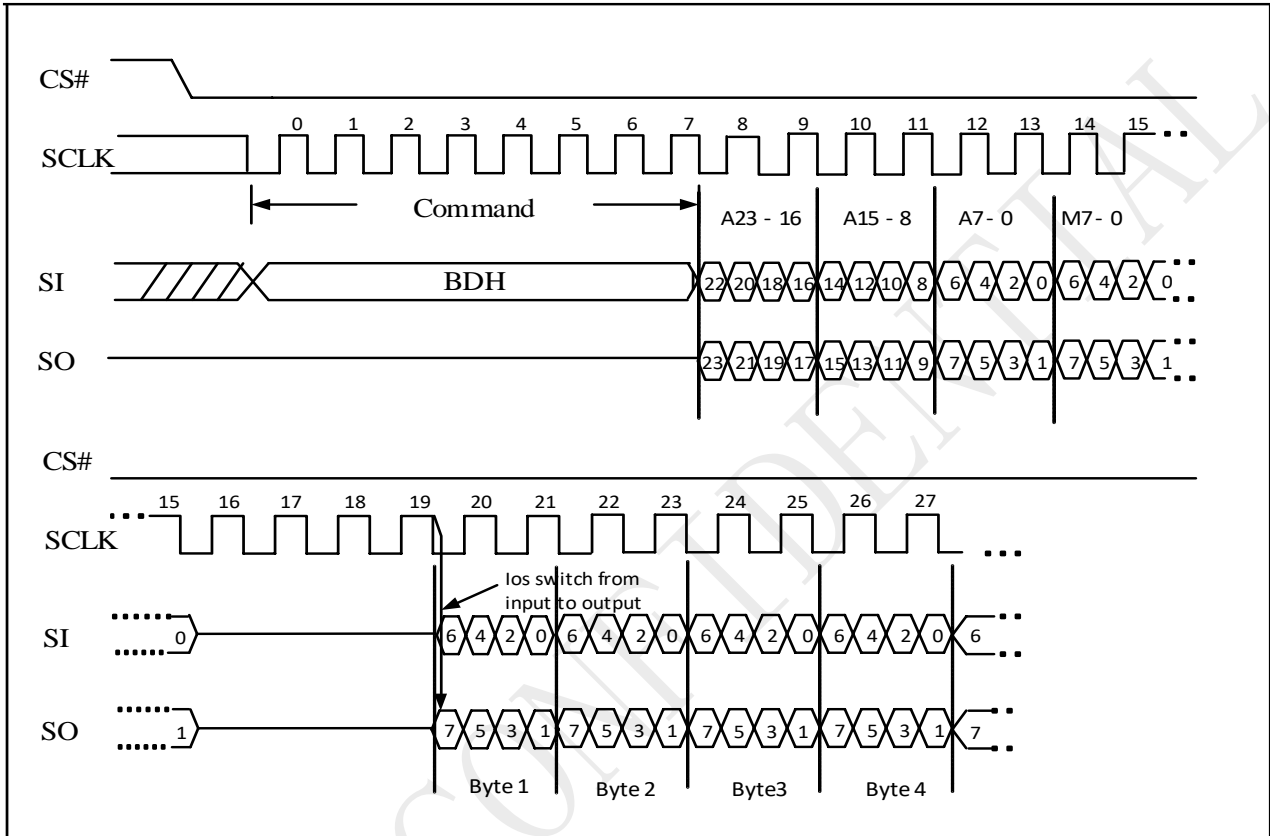 CS#
0 1 2 3 4 5 6 7 8 9 10 11 12 13 14 15
SCLK
Command
A23 - 16 A15 - 8 A7 - 0 M7 - 0
SI BDH 22 20 18 16 14 12 10 8 6 4 2 0 6 4 2 0
SO 23 21 19 17 15 13 11 9 7 5 3 1 7 5 3 1
CS#
15 16 17 18 19 20 21 22 23 24 25 26 27
SCLK
Ios switch from
input to output
SI 0 6 4 2 0 6 4 2 0 6 4 2 0 6 4 2 0 6
SO 1 7 5 3 1 7 5 3 1 7 5 3 1 7 5 3 1 7
Byte 1 Byte 2 Byte3 Byte 4
CONFIDENTIAL